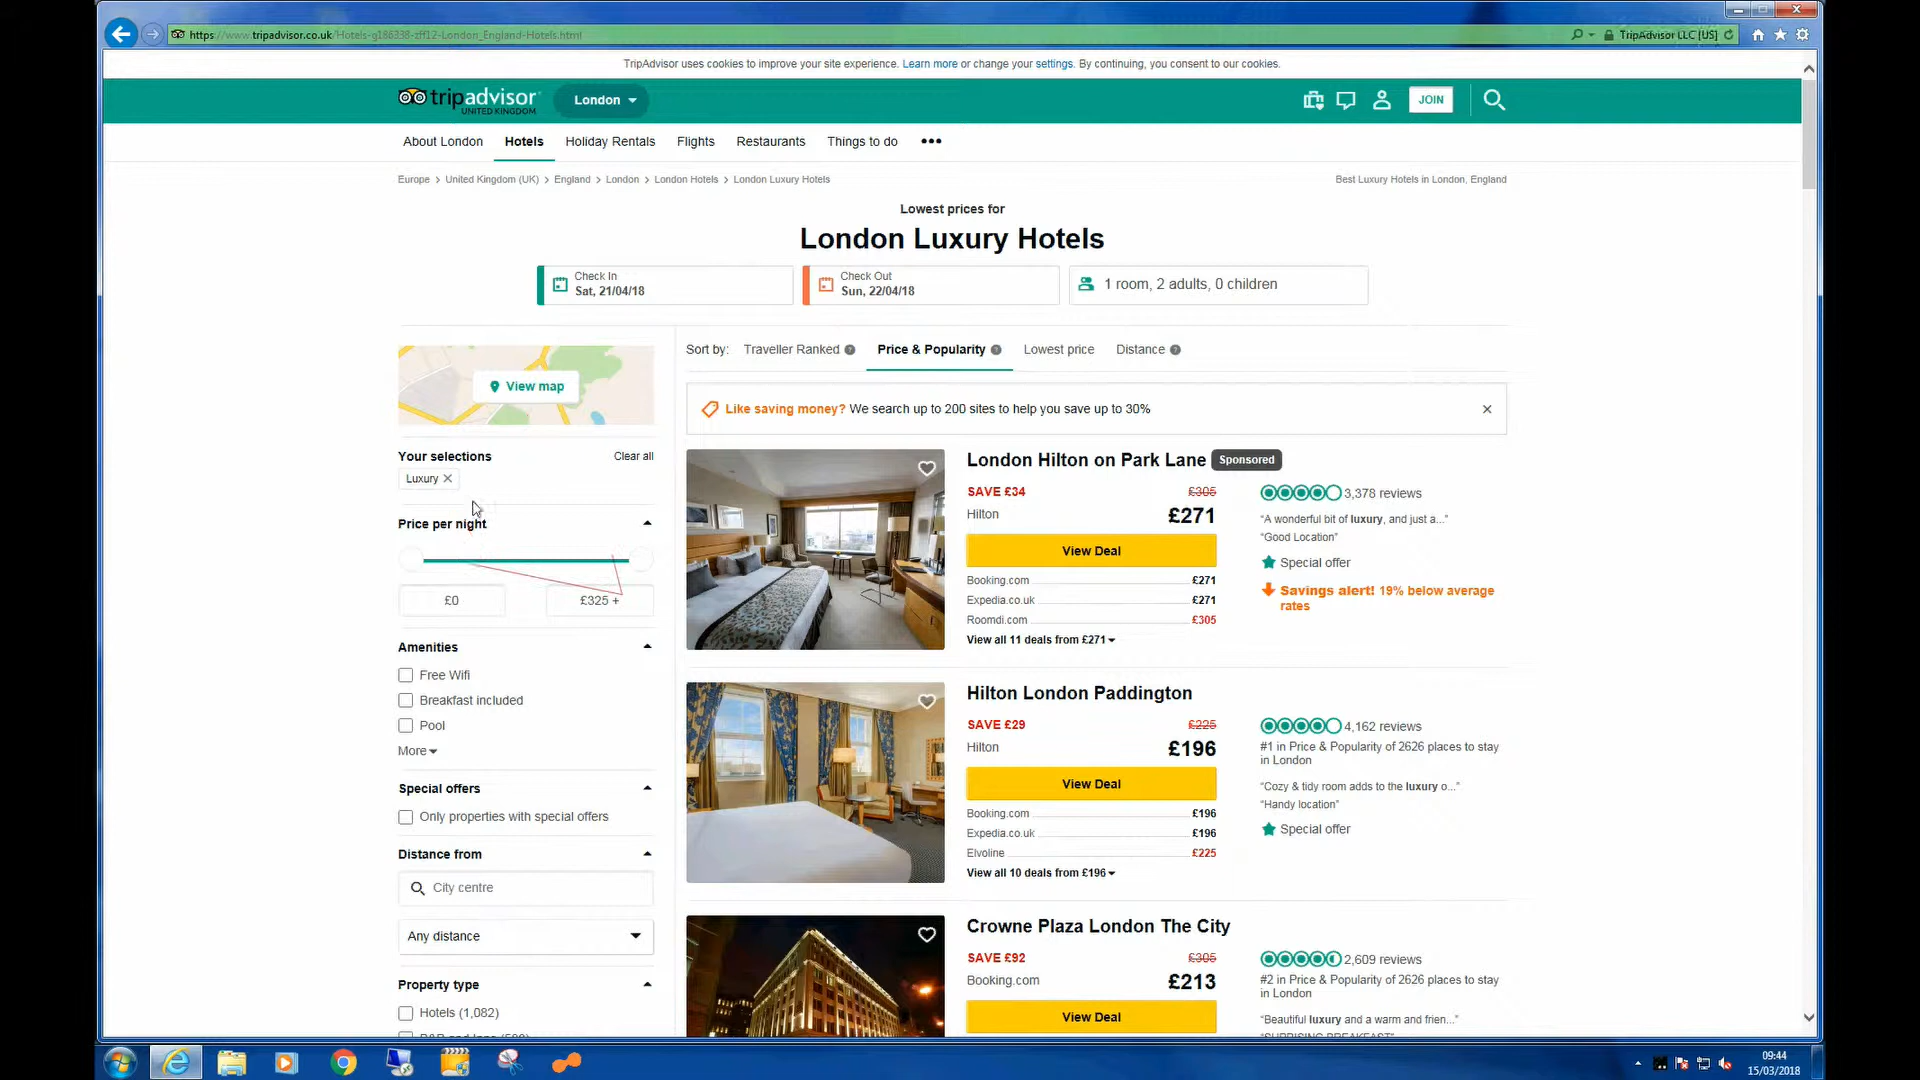 https://www.tripadvisor.co.uk/Hotels-g186338-zff12-London_England-Hotels.html
TripAdvisor LLC [US]
TripAdvisor uses cookies to improve your site experience. Learn more or change your settings. By continuing, you consent to our cookies.
tripadvisor
UNITED KINGDOM
London
JOIN
About London
Hotels
Holiday Rentals
Flights
Restaurants
Things to do
Europe > United Kingdom (UK) > England > London > London Hotels > London Luxury Hotels
Best Luxury Hotels in London, England
Lowest prices for
London Luxury Hotels
Check In
Sat, 21/04/18
Check Out
Sun, 22/04/18
1 room, 2 adults, 0 children
View map
Your selections
Clear all
Luxury
Price per night
£0
£325 +
Amenities
Free Wifi
Breakfast included
Pool
More
Special offers
Only properties with special offers
Distance from
City centre
Any distance
Property type
Hotels (1,082)
Sort by:
Traveller Ranked
Price & Popularity
Lowest price
Distance
Like saving money? We search up to 200 sites to help you save up to 30%
London Hilton on Park Lane
Sponsored
SAVE £34
£305
Hilton
£271
View Deal
Booking.com £271
Expedia.co.uk £271
Roomdi.com £305
View all 11 deals from £271
3,378 reviews
“A wonderful bit of luxury, and just a...”
“Good Location”
Special offer
Savings alert! 19% below average
rates
Hilton London Paddington
SAVE £29
£225
Hilton
£196
View Deal
Booking.com £196
Expedia.co.uk £196
Elvoline £225
View all 10 deals from £196
4,162 reviews
#1 in Price & Popularity of 2626 places to stay
in London
“Cozy & tidy room adds to the luxury o...”
“Handy location”
Special offer
Crowne Plaza London The City
SAVE £92
£305
Booking.com
£213
View Deal
2,609 reviews
#2 in Price & Popularity of 2626 places to stay
in London
“Beautiful luxury and a warm and frien...”
“SURPRISING BREAKFAST”
09:44
15/03/2018